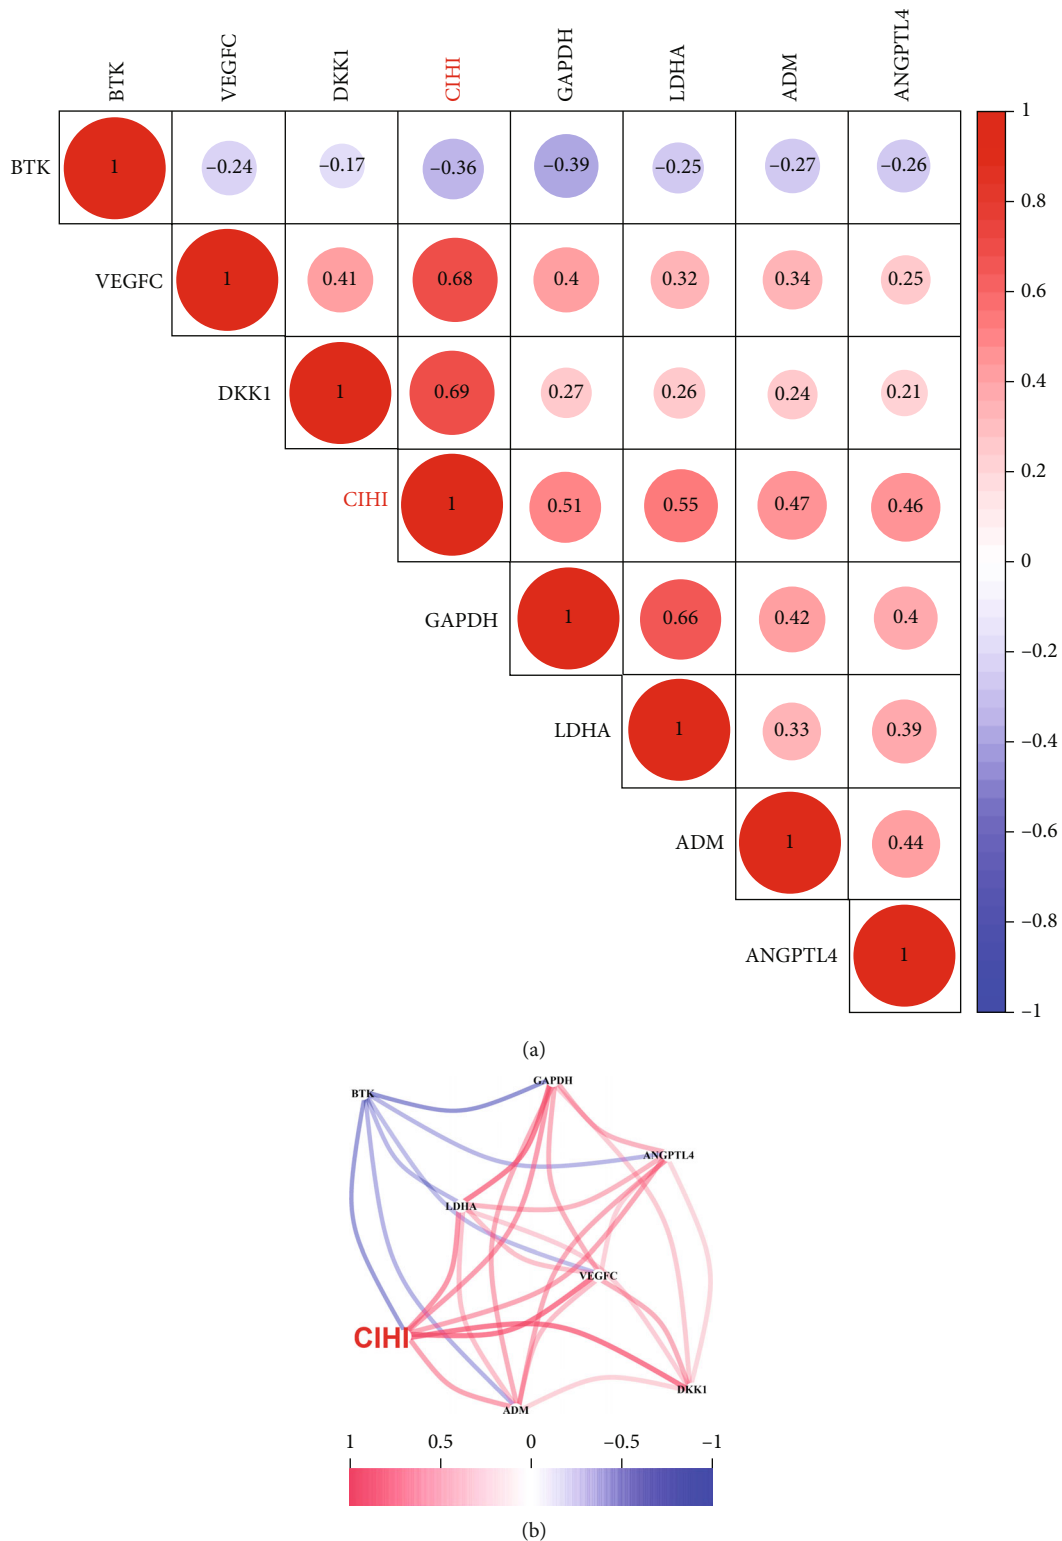 BTK VEGFC DKK1 CIHI GAPDH LDHA ADM ANGPTL4
BTK 1 –0.24 –0.17 –0.36 –0.39 –0.25 –0.27 –0.26
VEGFC 1 0.41 0.68 0.4 0.32 0.34 0.25
DKK1 1 0.69 0.27 0.26 0.24 0.21
CIHI 1 0.51 0.55 0.47 0.46
GAPDH 1 0.66 0.42 0.4
LDHA 1 0.33 0.39
ADM 1 0.44
ANGPTL4 1
1
0.8
0.6
0.4
0.2
0
–0.2
–0.4
–0.6
–0.8
–1
(a)
GAPDH
BTK
ANGPTL4
LDHA
VEGFC
CIHI
DKK1
ADM
1 0.5 0 –0.5 –1
(b)